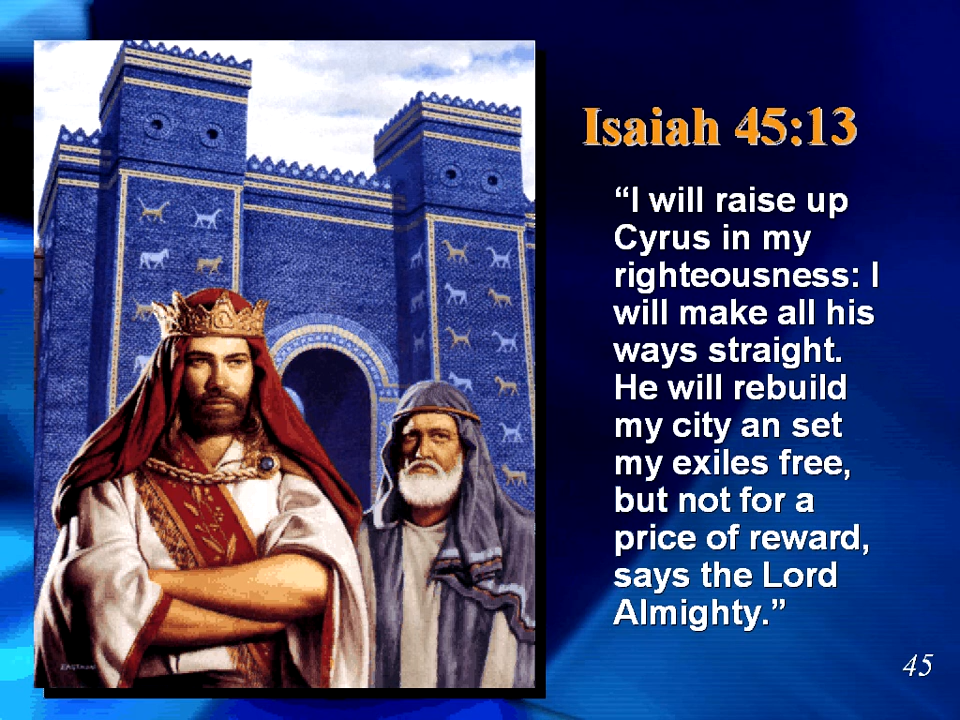 Isaiah 45:13
“I will raise up
Cyrus in my
righteousness: I
will make all his
ways straight.
He will rebuild
my city an set
my exiles free,
but not for a
price of reward,
says the Lord
Almighty.”
45